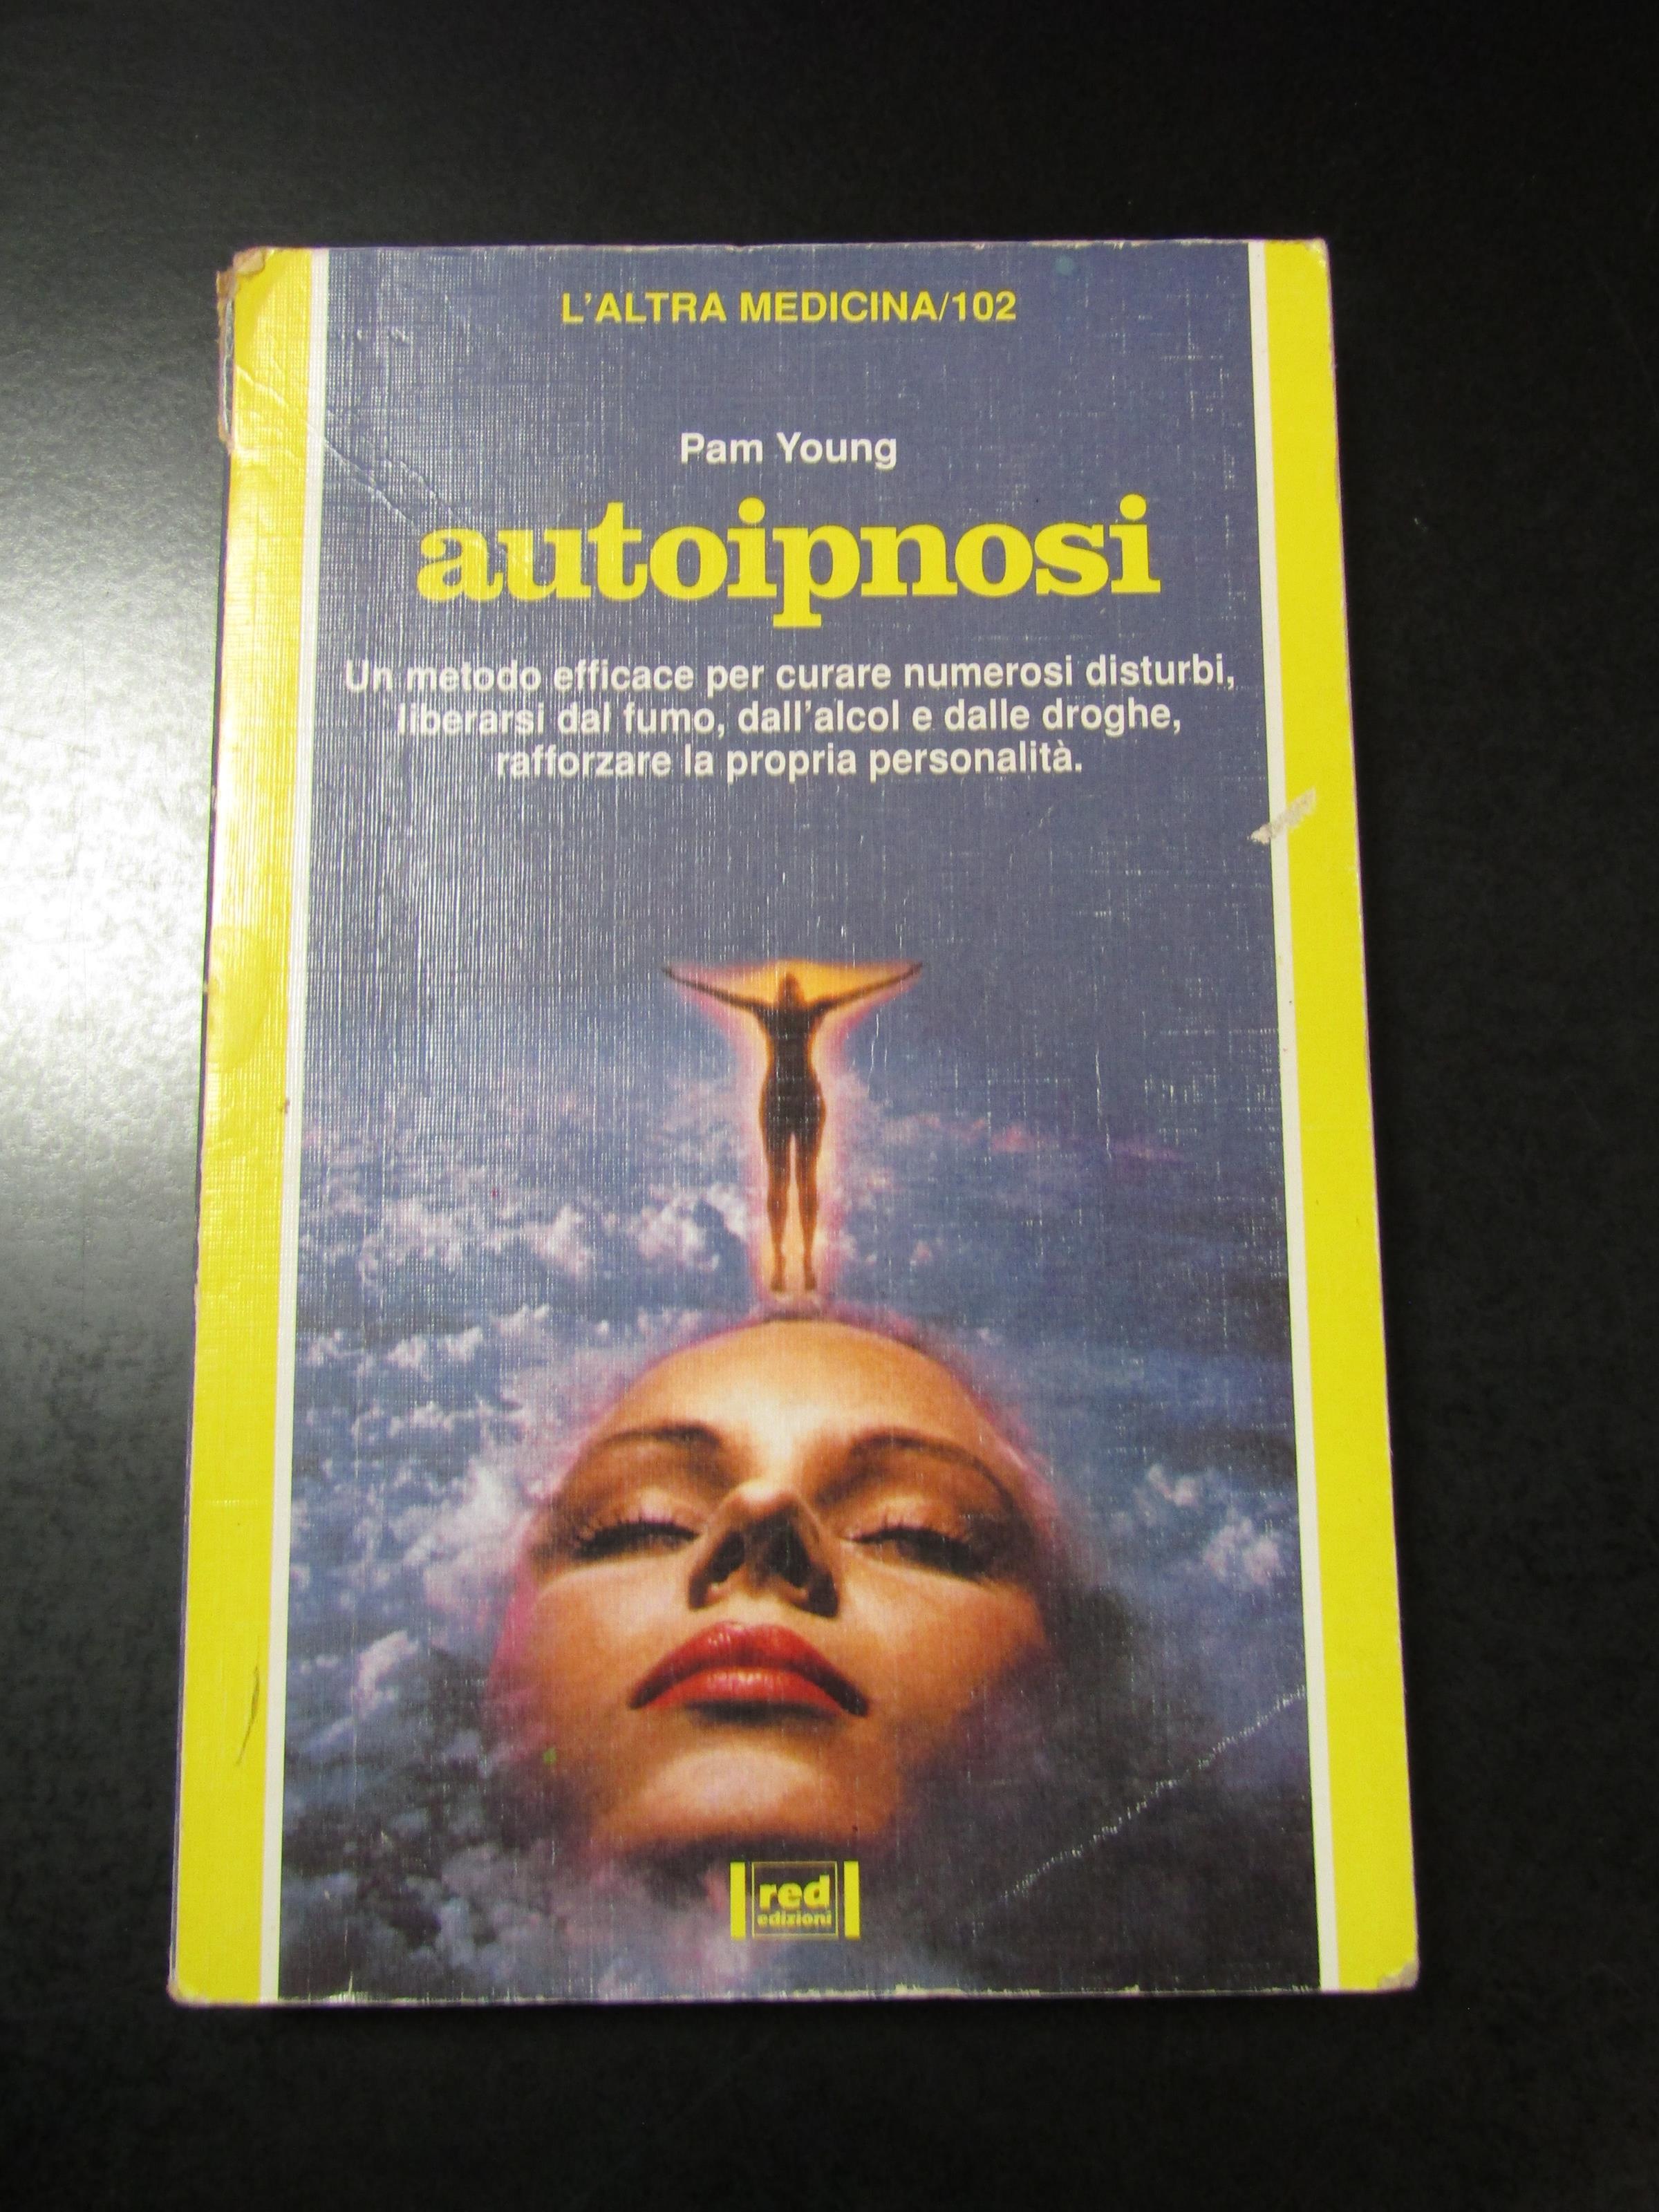 L'ALTRA MEDICINA/102
Pam Young
autoipnosi
Un metodo efficace per curare numerosi disturbi,
liberarsi dal fumo, dall'alcol e dalle droghe,
rafforzare la propria personalità.
red
edizioni